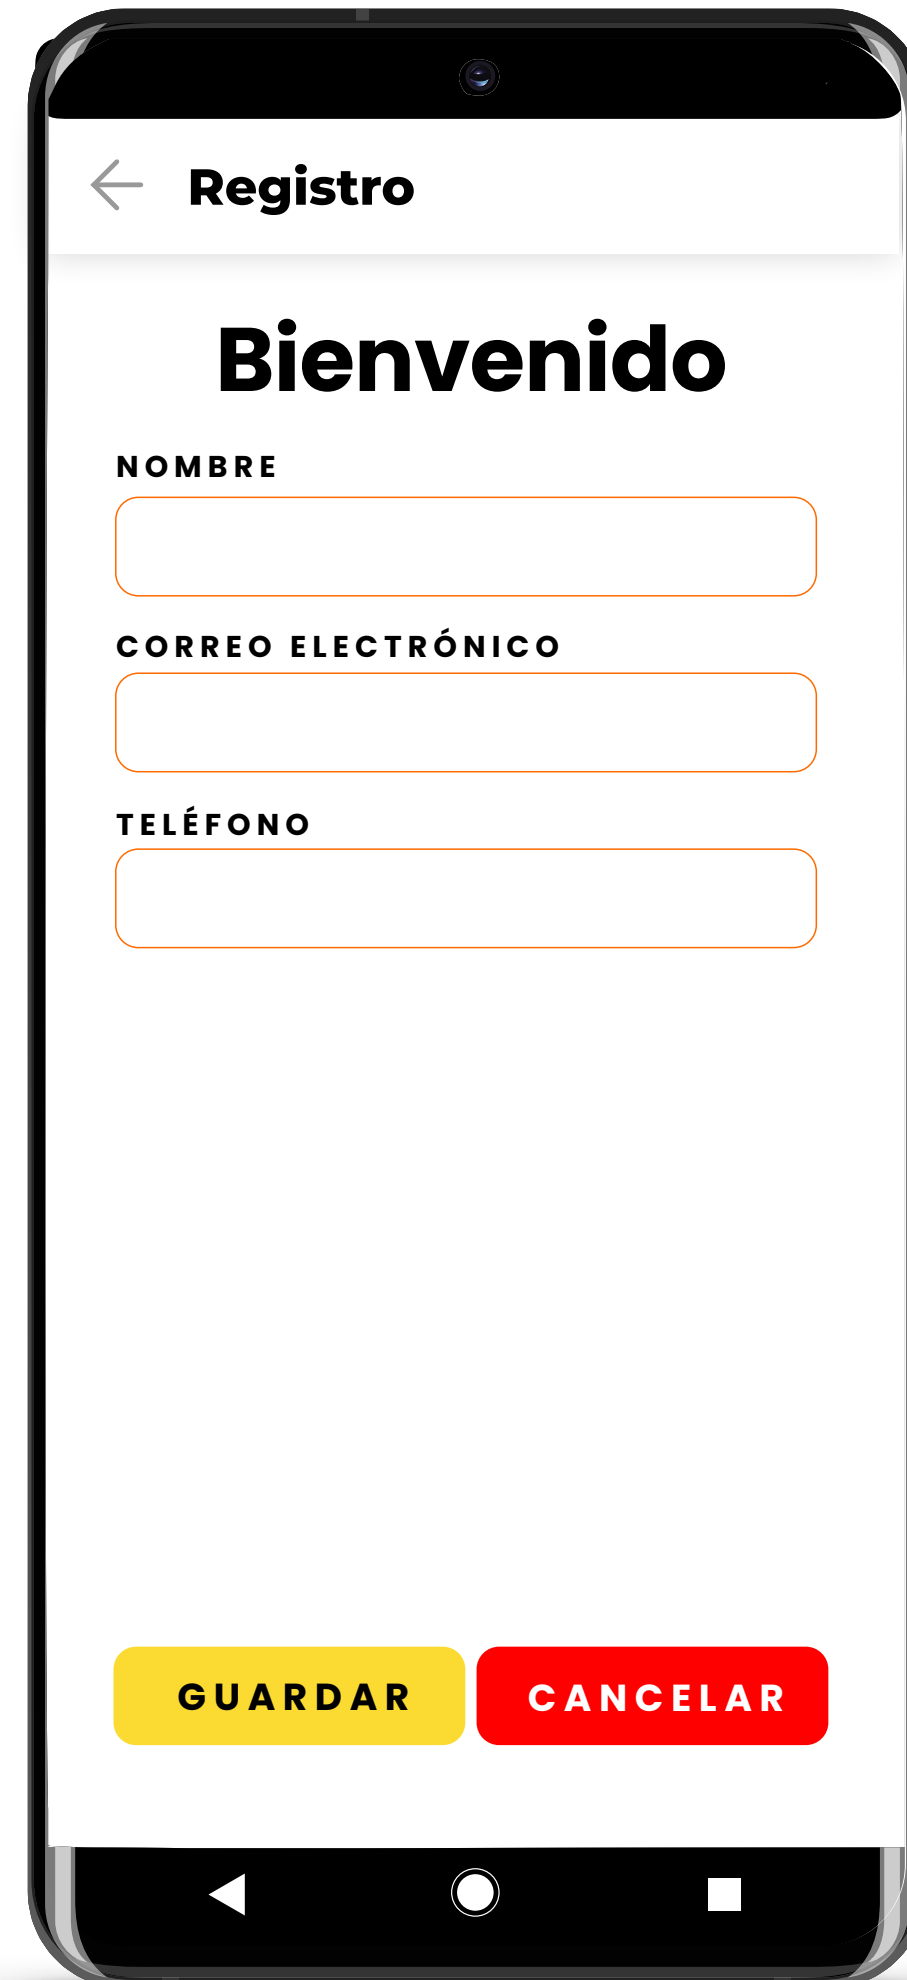 Registro
Bienvenido
NOMBRE
CORREO ELECTRÓNICO
TELÉFONO
GUARDAR CANCELAR